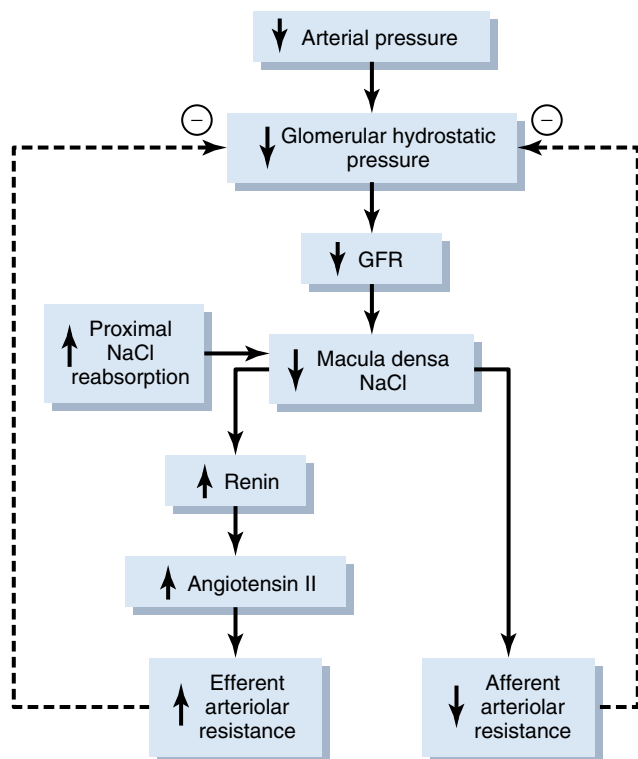 Arterial pressure
−
−
Glomerular hydrostatic
pressure
GFR
Proximal
NaCl
reabsorption
Macula densa
NaCl
Renin
Angiotensin II
Efferent
arteriolar
resistance
Afferent
arteriolar
resistance